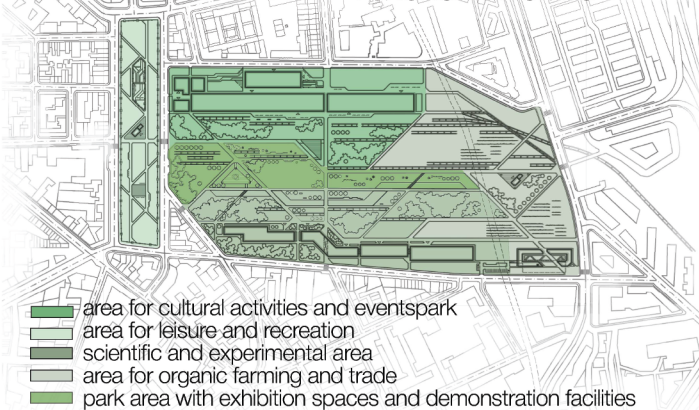 area for cultural activities and eventspark
area for leisure and recreation
scientific and experimental area
area for organic farming and trade
park area with exhibition spaces and demonstration facilities